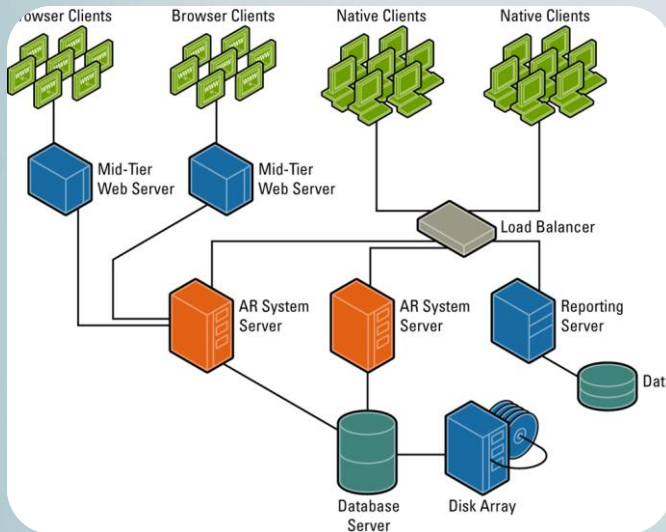 rowser Clients
Browser Clients
Native Clients
Native Clients
Mid-Tier
Web Server
Mid-Tier
Web Server
Load Balancer
AR System
Server
AR System
Server
Reporting
Server
Dat
Database
Server
Disk Array